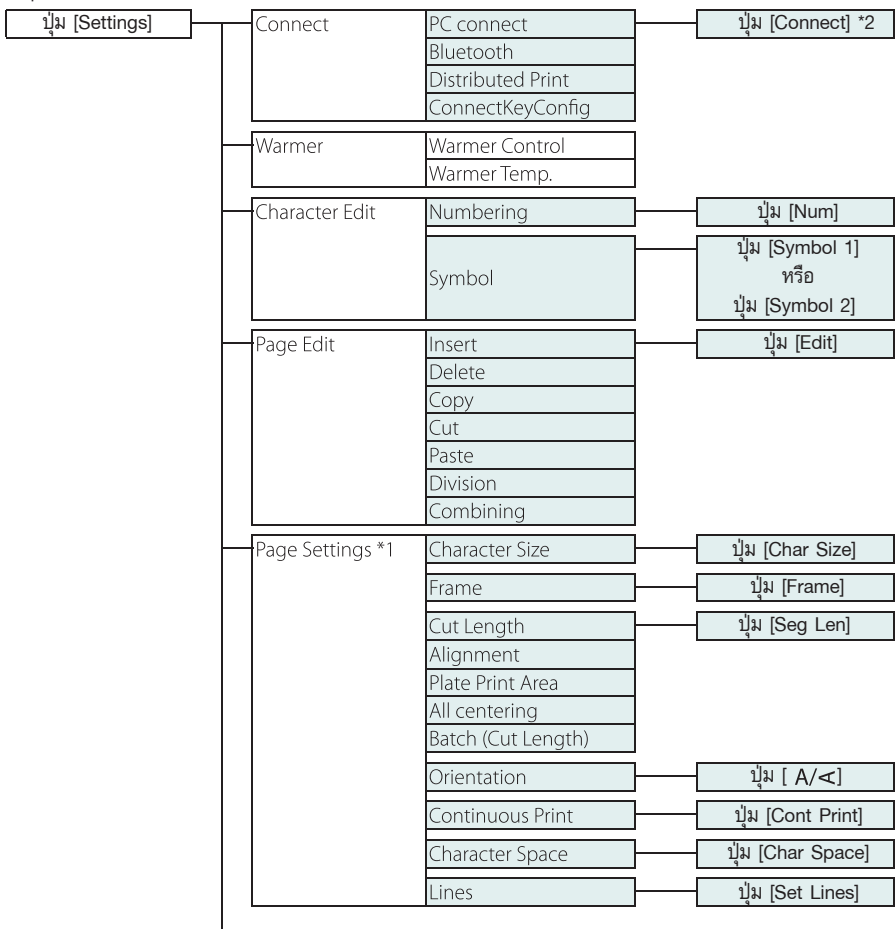 ปุ่ม [Settings] Connect PC connect ปุ่ม [Connect] *2
Bluetooth
Distributed Print
ConnectKeyConfig
Warmer Warmer Control
Warmer Temp.
Character Edit Numbering ปุ่ม [Num]
Symbol ปุ่ม [Symbol 1]
หรือ
ปุ่ม [Symbol 2]
Page Edit Insert ปุ่ม [Edit]
Delete
Copy
Cut
Paste
Division
Combining
Page Settings *1 Character Size ปุ่ม [Char Size]
Frame ปุ่ม [Frame]
Cut Length ปุ่ม [Seg Len]
Alignment
Plate Print Area
All centering
Batch (Cut Length)
Orientation ปุ่ม [ A/<]
Continuous Print ปุ่ม [Cont Print]
Character Space ปุ่ม [Char Space]
Lines ปุ่ม [Set Lines]